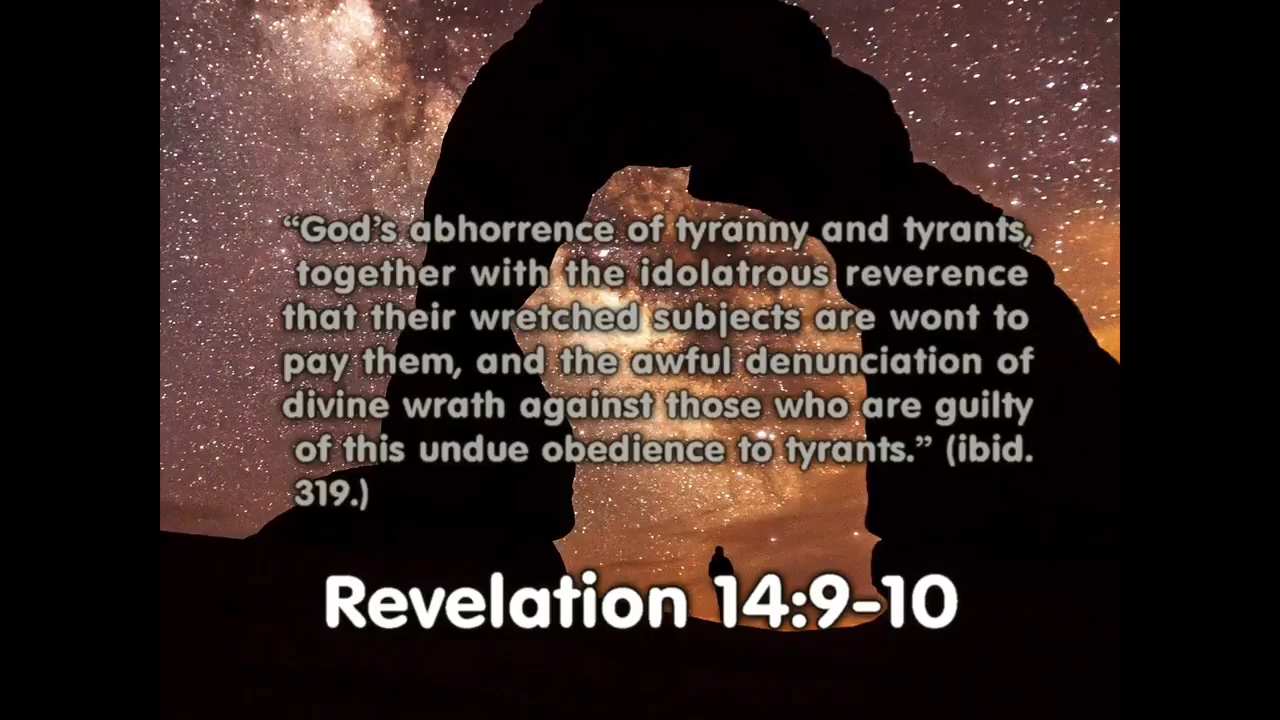 “God’s abhorrence of tyranny and tyrants,
together with the idolatrous reverence
that their wretched subjects are wont to
pay them, and the awful denunciation of
divine wrath against those who are guilty
of this undue obedience to tyrants.” (ibid.
319.)
Revelation 14:9-10